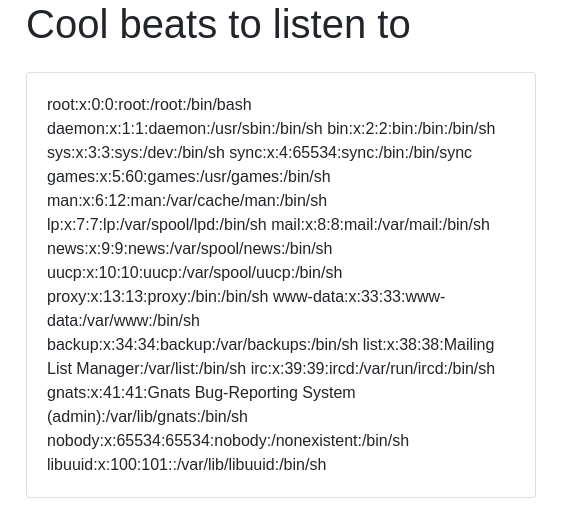 Cool beats to listen to
root:x:0:0:root:/root:/bin/bash
daemon:x:1:1:daemon:/usr/sbin:/bin/sh bin:x:2:2:bin:/bin:/bin/sh
sys:x:3:3:sys:/dev:/bin/sh sync:x:4:65534:sync:/bin:/bin/sync
games:x:5:60:games:/usr/games:/bin/sh
man:x:6:12:man:/var/cache/man:/bin/sh
lp:x:7:7:lp:/var/spool/lpd:/bin/sh mail:x:8:8:mail:/var/mail:/bin/sh
news:x:9:9:news:/var/spool/news:/bin/sh
uucp:x:10:10:uucp:/var/spool/uucp:/bin/sh
proxy:x:13:13:proxy:/bin:/bin/sh www-data:x:33:33:www-
data:/var/www:/bin/sh
backup:x:34:34:backup:/var/backups:/bin/sh list:x:38:38:Mailing
List Manager:/var/list:/bin/sh irc:x:39:39:ircd:/var/run/ircd:/bin/sh
gnats:x:41:41:Gnats Bug-Reporting System
(admin):/var/lib/gnats:/bin/sh
nobody:x:65534:65534:nobody:/nonexistent:/bin/sh
libuuid:x:100:101::/var/lib/libuuid:/bin/sh